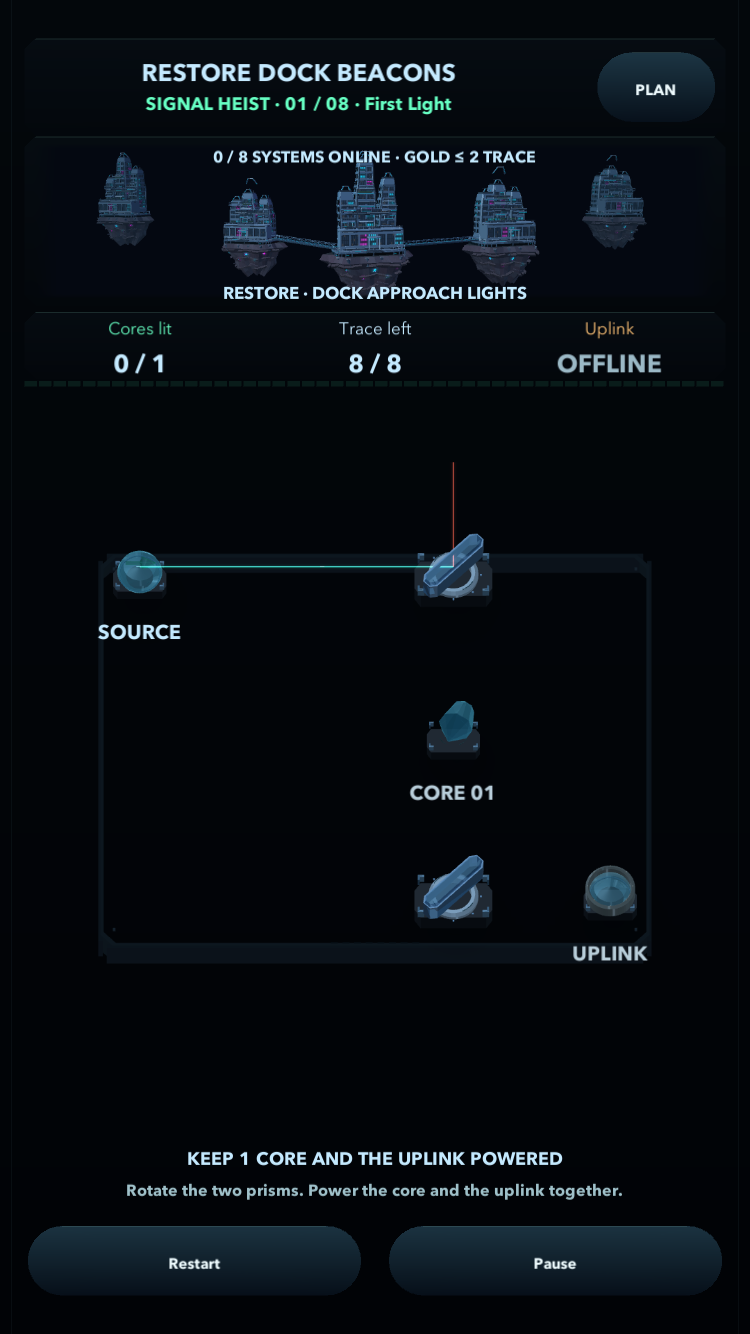 RESTORE DOCK BEACONS
SIGNAL HEIST · 01 / 08 · First Light
PLAN
0 / 8 SYSTEMS ONLINE · GOLD ≤ 2 TRACE
RESTORE · DOCK APPROACH LIGHTS
Cores lit
Trace left
Uplink
0 / 1
8 / 8
OFFLINE
SOURCE
CORE 01
UPLINK
KEEP 1 CORE AND THE UPLINK POWERED
Rotate the two prisms. Power the core and the uplink together.
Restart
Pause